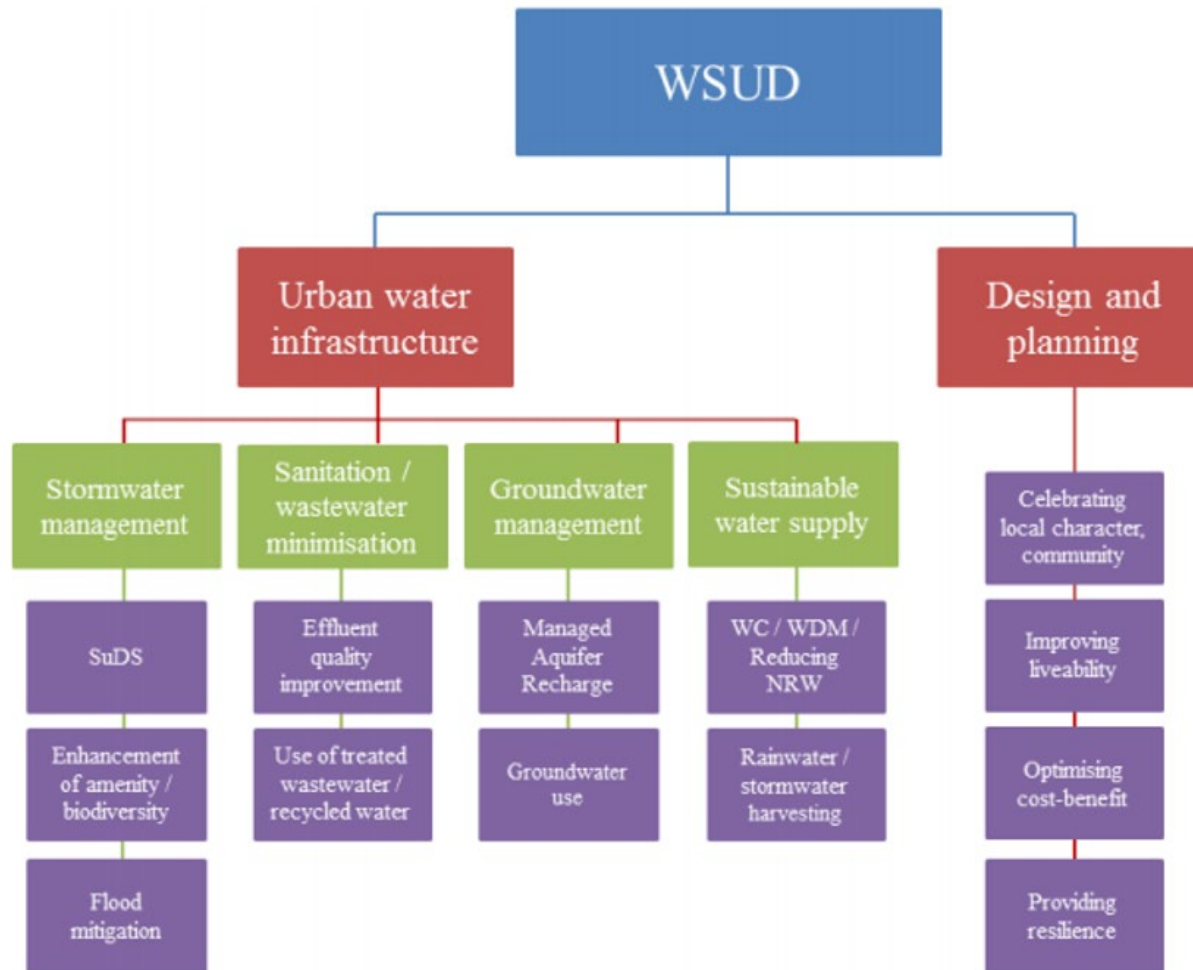 WSUD
Urban water
infrastructure
Design and
planning
Stormwater
management
Sanitation /
wastewater
minimisation
Groundwater
management
Sustainable
water supply
Celebrating
local character,
community
SuDS
Effluent
quality
improvement
Managed
Aquifer
Recharge
WC / WDM /
Reducing
NRW
Improving
liveability
Enhancement
of amenity /
biodiversity
Use of treated
wastewater /
recycled water
Groundwater
use
Rainwater /
stormwater
harvesting
Optimising
cost-benefit
Flood
mitigation
Providing
resilience